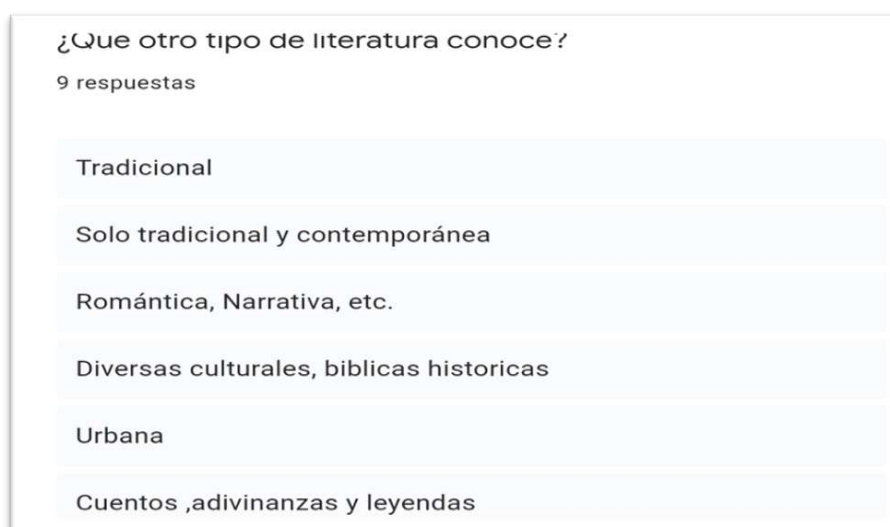 ¿Que otro tipo de literatura conoce?
9 respuestas
Tradicional
Solo tradicional y contemporánea
Romántica, Narrativa, etc.
Diversas culturales, biblicas historicas
Urbana
Cuentos ,adivinanzas y leyendas